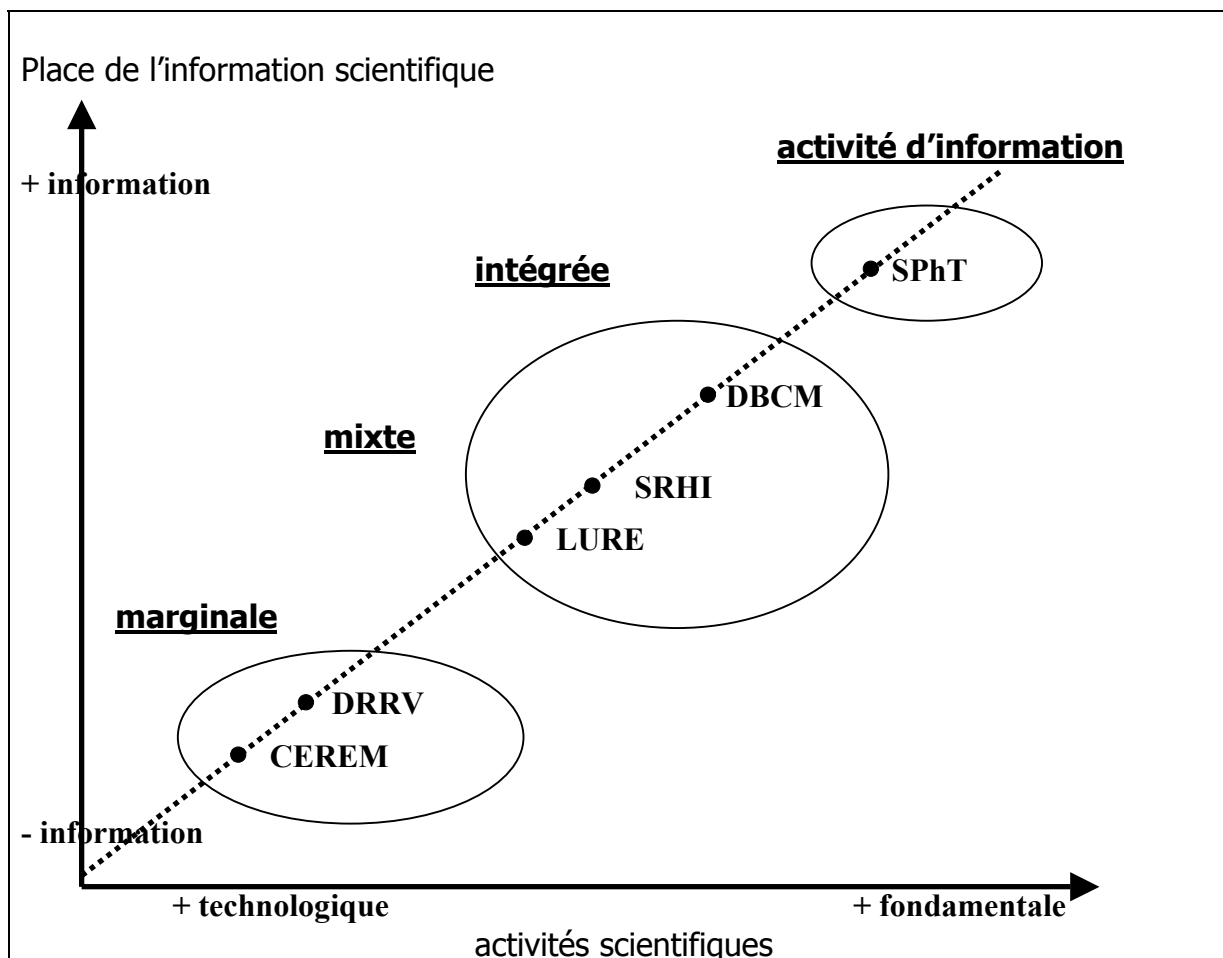 Place de l’information scientifique
activité d’information
+ information
intégrée
SPhT
DBCM
mixte
SRHI
LURE
marginale
DRRV
CEREM
- information
+ technologique
+ fondamentale
activités scientifiques